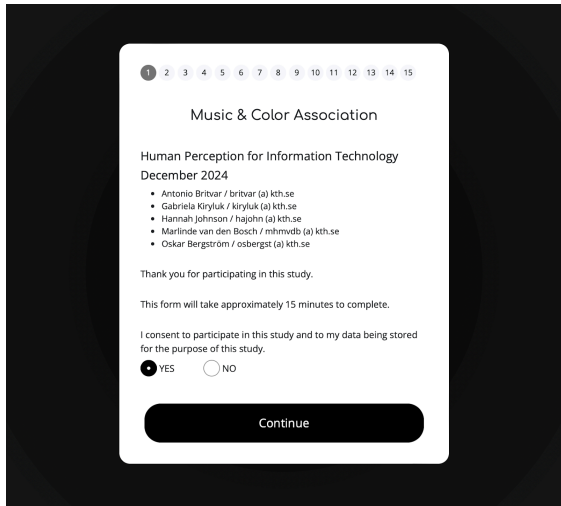 1 2 3 4 5 6 7 8 9 10 11 12 13 14 15
Music & Color Association
Human Perception for Information Technology
December 2024
• Antonio Britvar / britvar (a) kth.se
• Gabriela Kiryluk / kiryluk (a) kth.se
• Hannah Johnson / hajohn (a) kth.se
• Marlinde van den Bosch / mhmvdb (a) kth.se
• Oskar Bergström / osbergst (a) kth.se
Thank you for participating in this study.
This form will take approximately 15 minutes to complete.
I consent to participate in this study and to my data being stored
for the purpose of this study.
YES NO
Continue